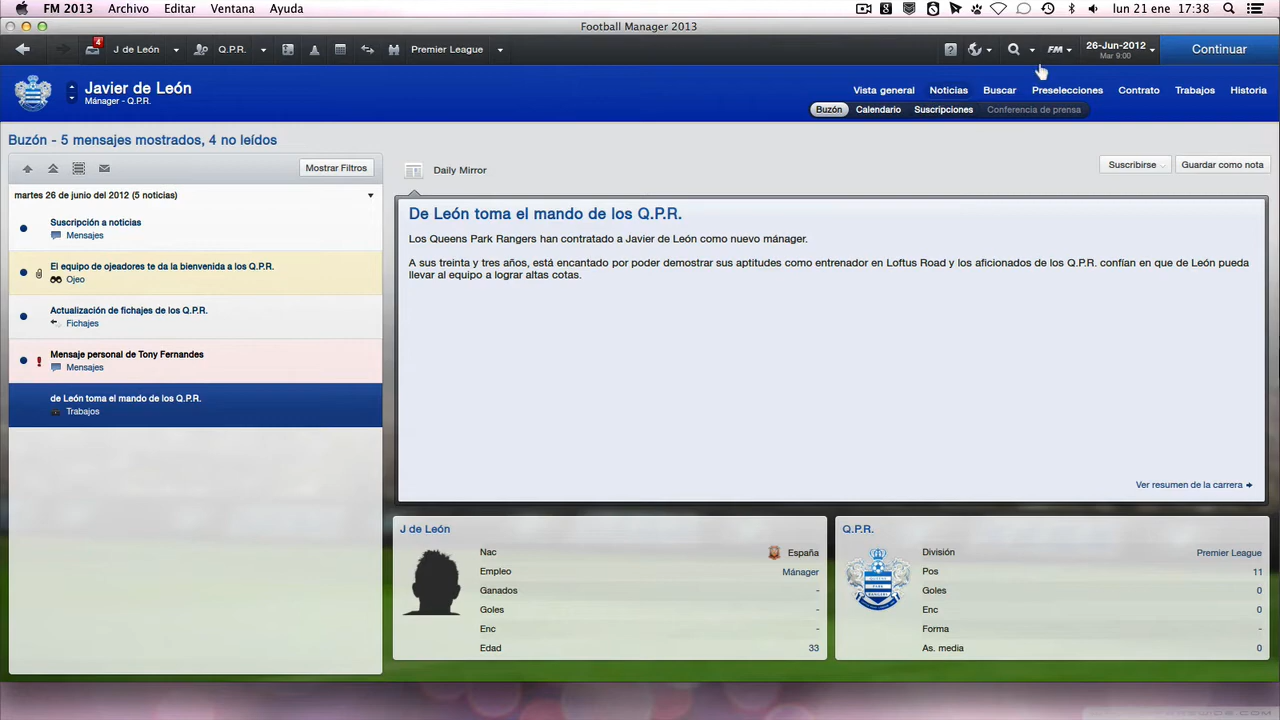 FM 2013 Archivo Editar Ventana Ayuda lun 21 ene 17:38
Football Manager 2013
4 J de León Q.P.R. Premier League ? FM 26-Jun-2012 Continuar
Mar 9:00
Javier de León
Mánager - Q.P.R.
Vista general Noticias Buscar Preselecciones Contrato Trabajos Historia
Buzón Calendario Suscripciones Conferencia de prensa
Buzón - 5 mensajes mostrados, 4 no leídos
Mostrar Filtros
martes 26 de junio del 2012 (5 noticias)
Suscripción a noticias
Mensajes
El equipo de ojeadores te da la bienvenida a los Q.P.R.
Ojeo
Actualización de fichajes de los Q.P.R.
Fichajes
Mensaje personal de Tony Fernandes
Mensajes
de León toma el mando de los Q.P.R.
Trabajos
Daily Mirror
Suscribirse Guardar como nota
De León toma el mando de los Q.P.R.
Los Queens Park Rangers han contratado a Javier de León como nuevo mánager.
A sus treinta y tres años, está encantado por poder demostrar sus aptitudes como entrenador en Loftus Road y los aficionados de los Q.P.R. confían en que de León pueda
llevar al equipo a lograr altas cotas.
Ver resumen de la carrera
J de León
Nac España
Empleo Mánager
Ganados -
Goles -
Enc -
Edad 33
Q.P.R.
División Premier League
Pos 11
Goles 0
Enc 0
Forma -
As. media 0